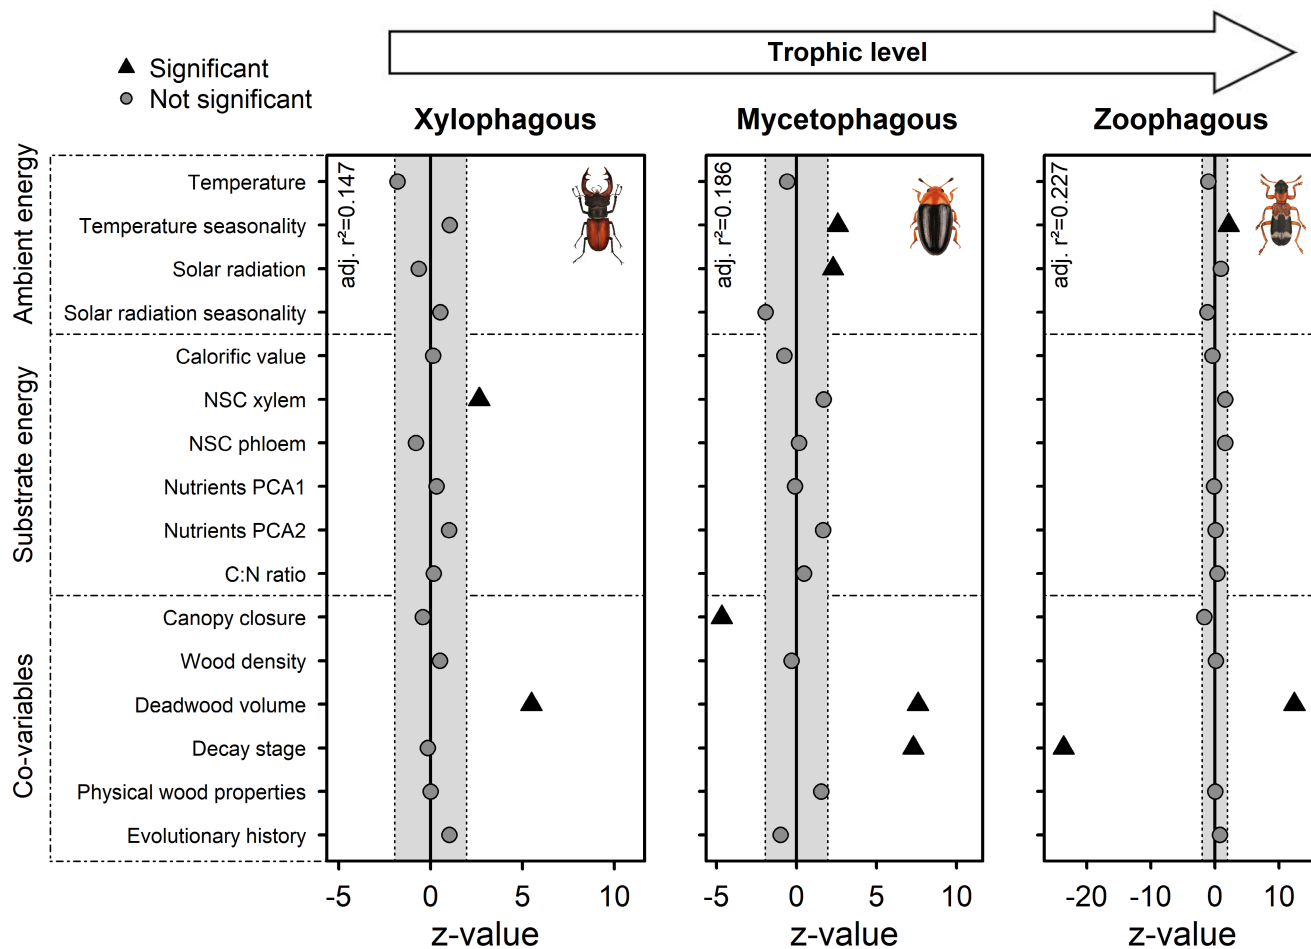 Trophic level
Significant
Not significant
Xylophagous
Mycetophagous
Zoophagous
Ambient energy
Temperature
Temperature seasonality
Solar radiation
Solar radiation seasonality
Substrate energy
Calorific value
NSC xylem
NSC phloem
Nutrients PCA1
Nutrients PCA2
C:N ratio
Co-variables
Canopy closure
Wood density
Deadwood volume
Decay stage
Physical wood properties
Evolutionary history
adj. r²=0.147
adj. r²=0.186
adj. r²=0.227
-5 0 5 10
-5 0 5 10
-20 -10 0 10
z-value
z-value
z-value